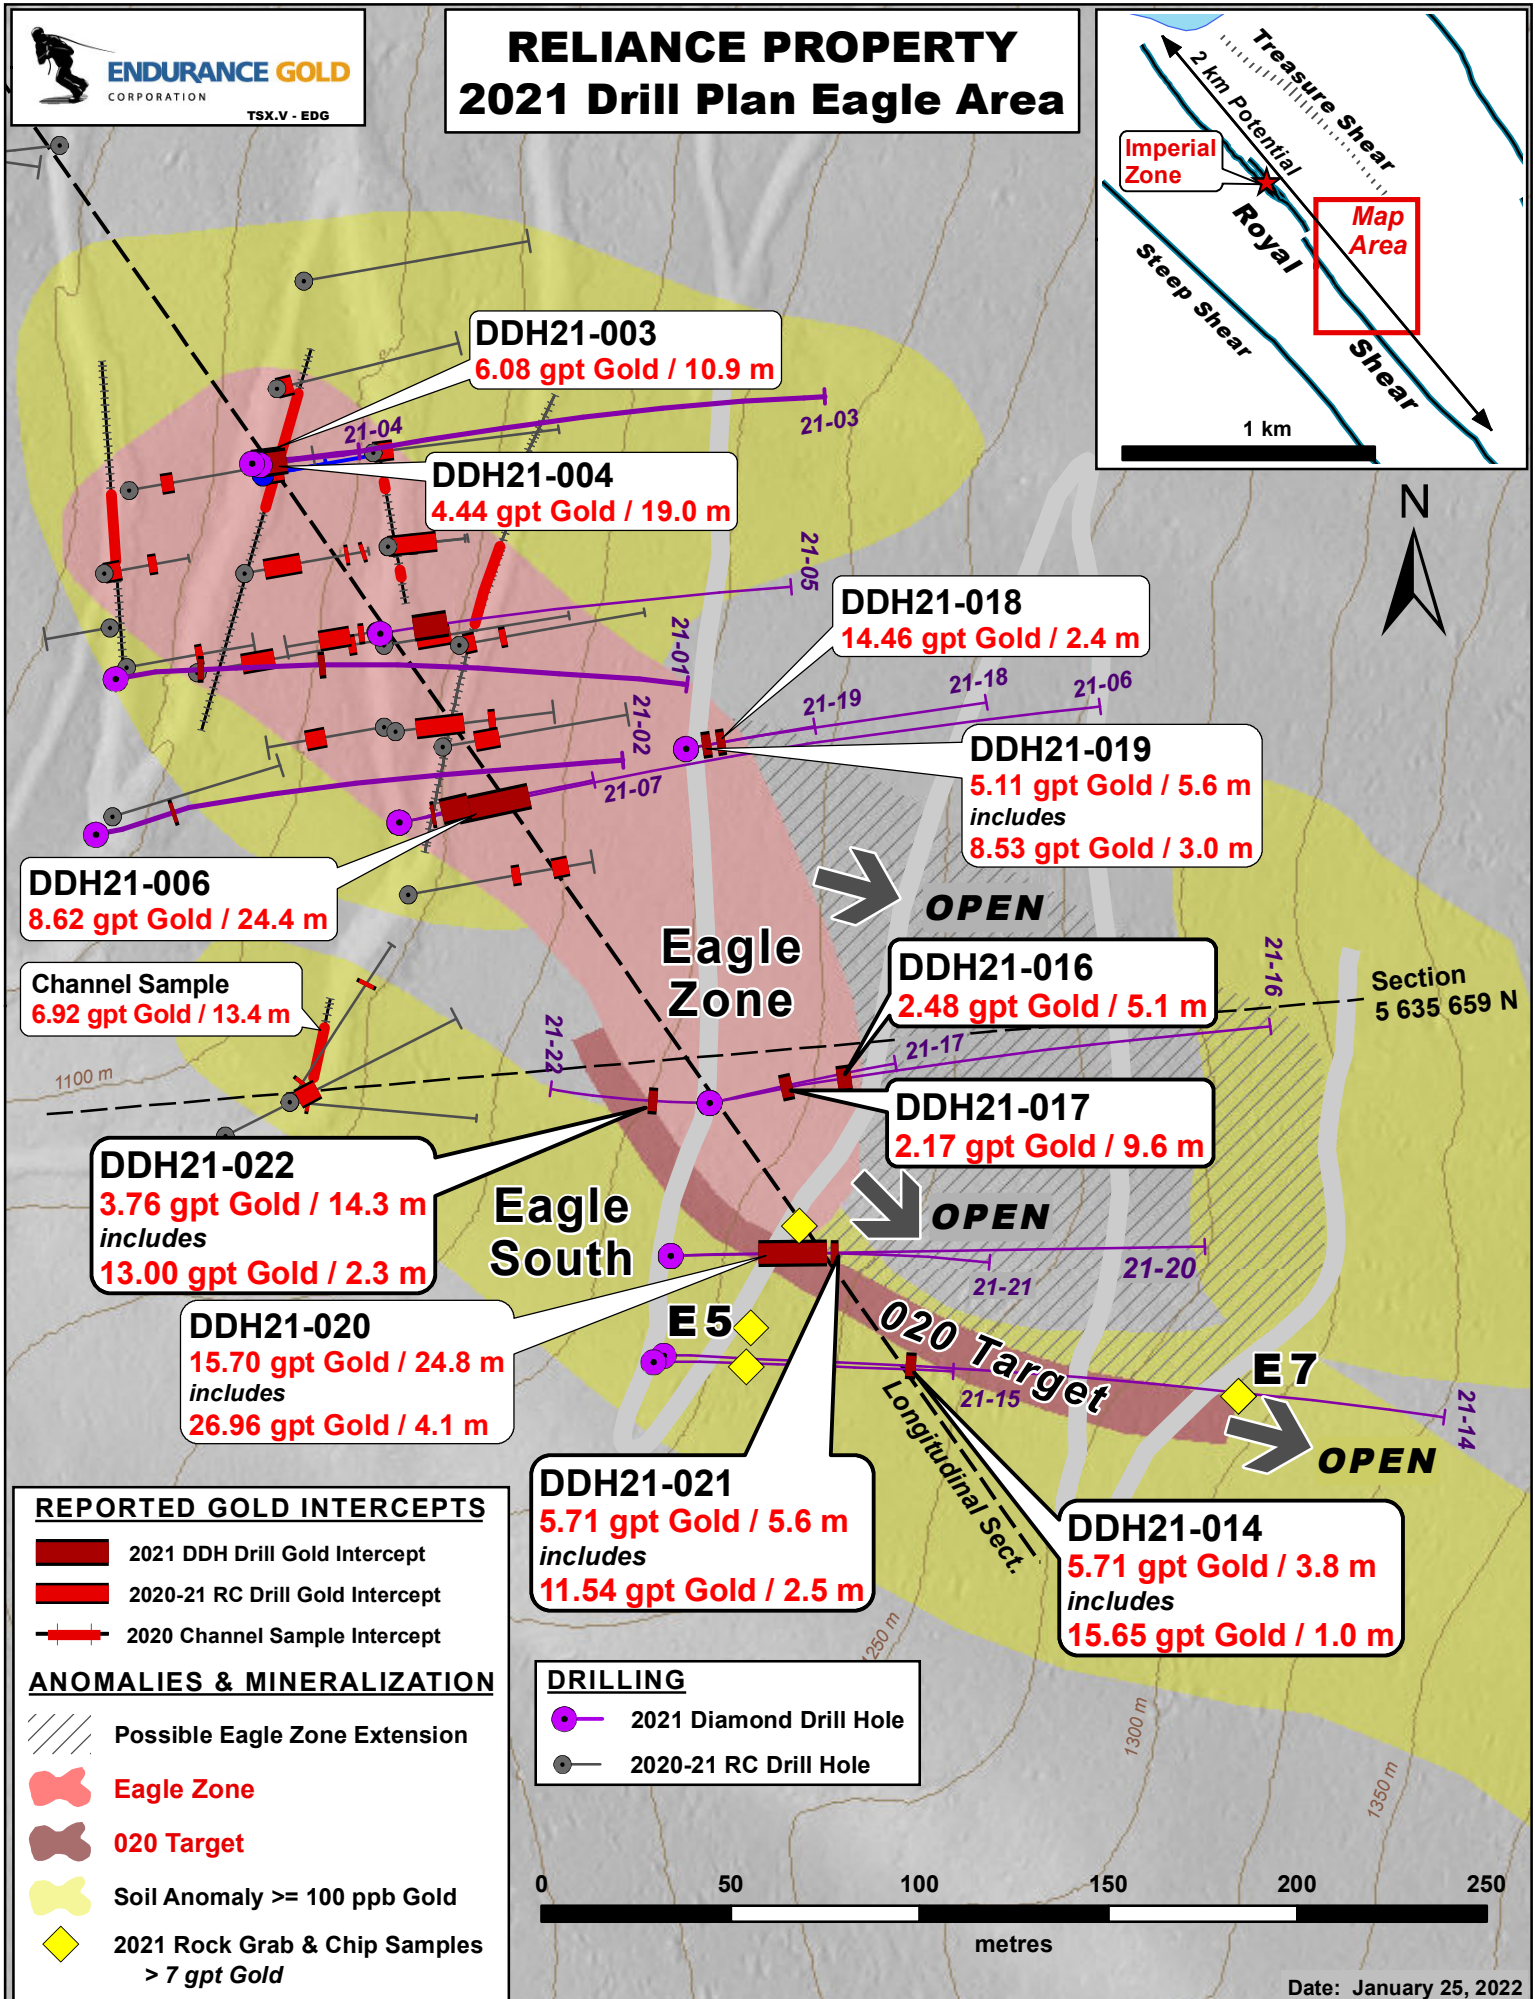 ENDURANCE GOLD
CORPORATION
TSX.V - EDG
RELIANCE PROPERTY
2021 Drill Plan Eagle Area
Treasure Shear
2 km Potential
Imperial
Zone
Map
Area
Royal
Shear
Steep Shear
1 km
N
DDH21-003
6.08 gpt Gold / 10.9 m
21-04
21-03
DDH21-004
4.44 gpt Gold / 19.0 m
21-05
DDH21-018
14.46 gpt Gold / 2.4 m
21-01
21-19
21-18
21-06
21-02
DDH21-019
5.11 gpt Gold / 5.6 m
includes
8.53 gpt Gold / 3.0 m
21-07
DDH21-006
8.62 gpt Gold / 24.4 m
OPEN
Eagle
Zone
DDH21-016
2.48 gpt Gold / 5.1 m
21-16
Section
5 635 659 N
Channel Sample
6.92 gpt Gold / 13.4 m
21-22
21-17
1100 m
DDH21-017
2.17 gpt Gold / 9.6 m
DDH21-022
3.76 gpt Gold / 14.3 m
includes
13.00 gpt Gold / 2.3 m
Eagle
South
OPEN
21-20
21-21
DDH21-020
15.70 gpt Gold / 24.8 m
includes
26.96 gpt Gold / 4.1 m
E 5
020 Target
E 7
21-15
21-14
Longitudinal Sect.
OPEN
DDH21-021
5.71 gpt Gold / 5.6 m
includes
11.54 gpt Gold / 2.5 m
DDH21-014
5.71 gpt Gold / 3.8 m
includes
15.65 gpt Gold / 1.0 m
1250 m
1300 m
1350 m
REPORTED GOLD INTERCEPTS
2021 DDH Drill Gold Intercept
2020-21 RC Drill Gold Intercept
2020 Channel Sample Intercept
ANOMALIES & MINERALIZATION
Possible Eagle Zone Extension
Eagle Zone
020 Target
Soil Anomaly >= 100 ppb Gold
2021 Rock Grab & Chip Samples
> 7 gpt Gold
DRILLING
2021 Diamond Drill Hole
2020-21 RC Drill Hole
0 50 100 150 200 250
metres
Date: January 25, 2022